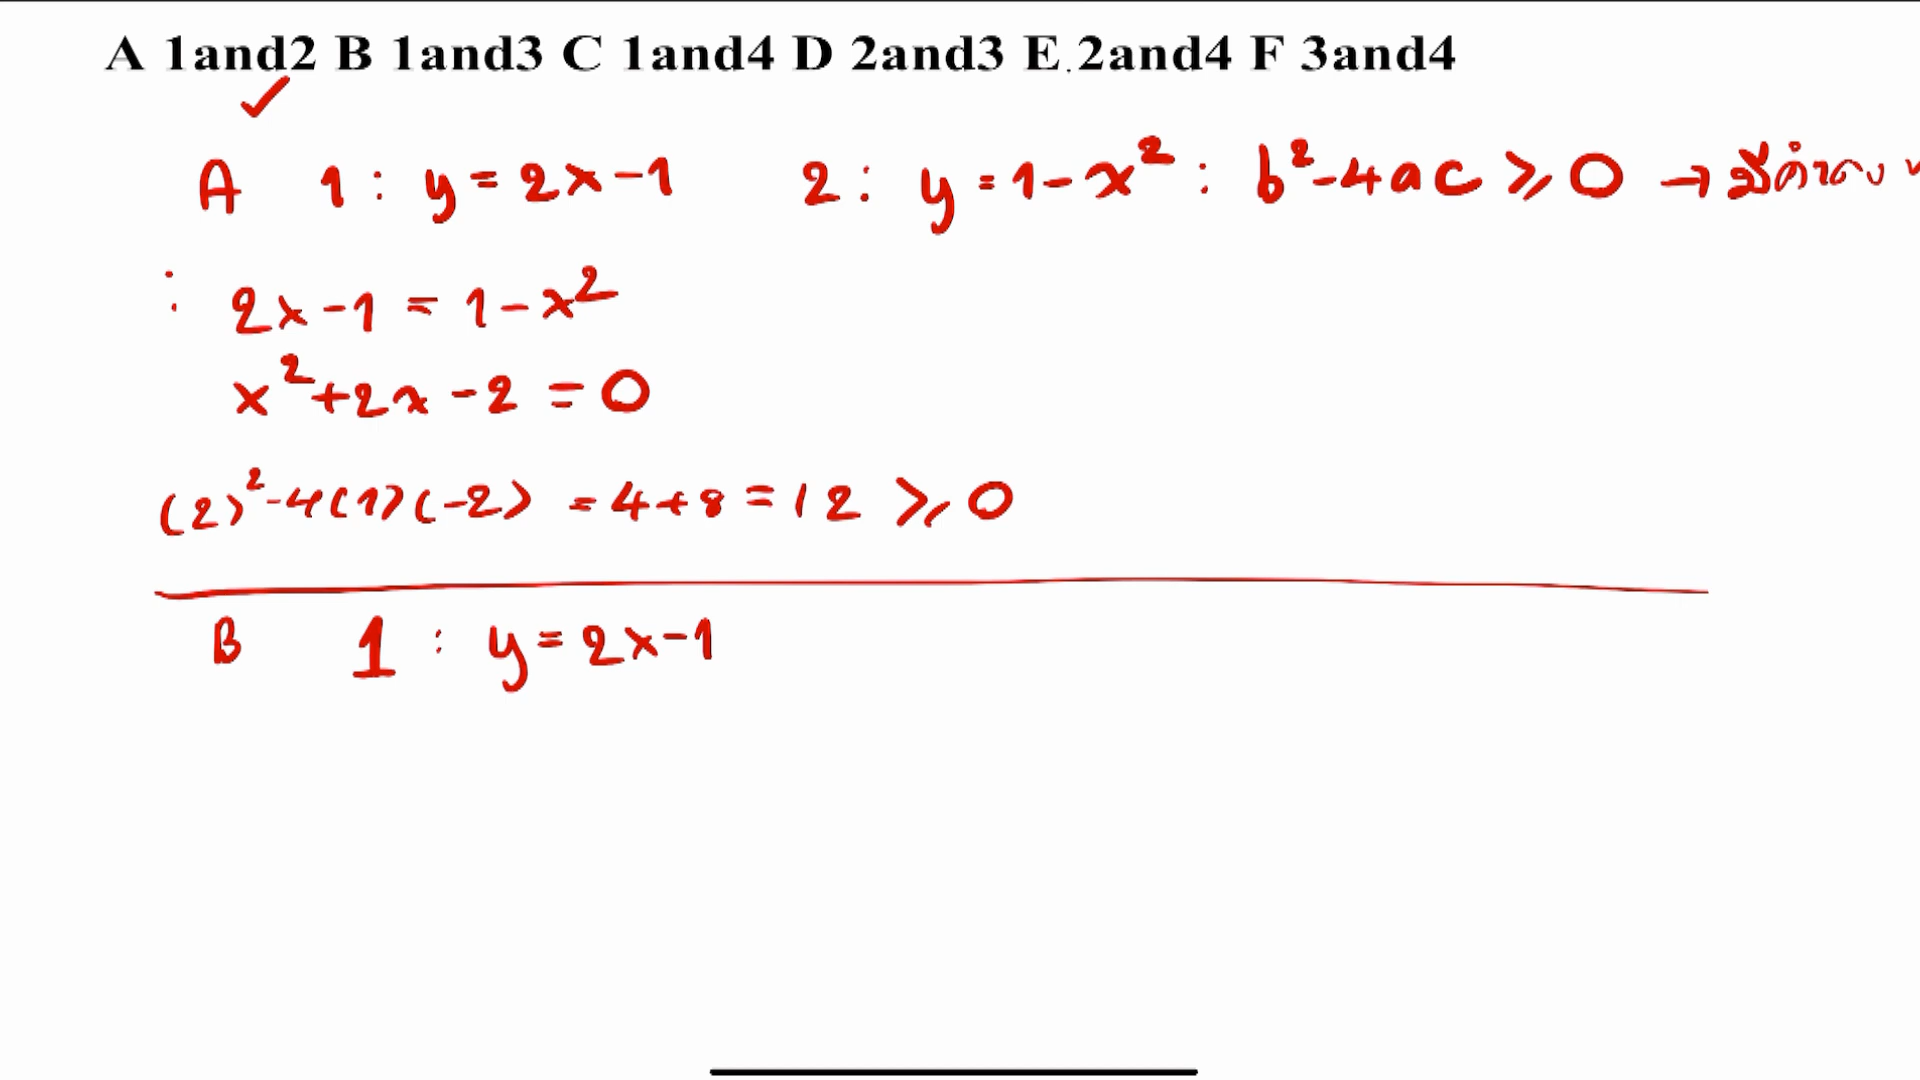 A 1and2 B 1and3 C 1and4 D 2and3 E.2and4 F 3and4
A 1 : y = 2x - 1 2 : y = 1 - x² : b² - 4ac ≥ 0 →
: 2x - 1 = 1 - x²
x² + 2x - 2 = 0
(2)² - 4(1)(-2) = 4 + 8 = 12 ≥ 0
B 1 : y = 2x - 1